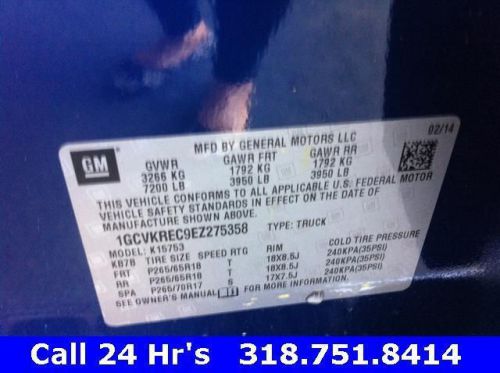 GM
MFD BY GENERAL MOTORS LLC
02/14
GVWR GAWR FRT GAWR RR
3266 KG 1792 KG 1792 KG
7200 LB 3950 LB 3950 LB
THIS VEHICLE CONFORMS TO ALL APPLICABLE U.S. FEDERAL MOTOR
VEHICLE SAFETY STANDARDS IN EFFECT ON THE DATE OF
MANUFACTURE SHOWN ABOVE.
1GCVKREC9EZ275358 TYPE: TRUCK
MODEL: K15753
KB7B TIRE SIZE SPEED RTG RIM COLD TIRE PRESSURE
FRT P265/65R18 T 18X8.5J 240KPA(35PSI)
RR P265/65R18 T 18X8.5J 240KPA(35PSI)
SPA P265/70R17 S 17X7.5J 240KPA(35PSI)
SEE OWNER'S MANUAL FOR MORE INFORMATION.
Call 24 Hr's 318.751.8414